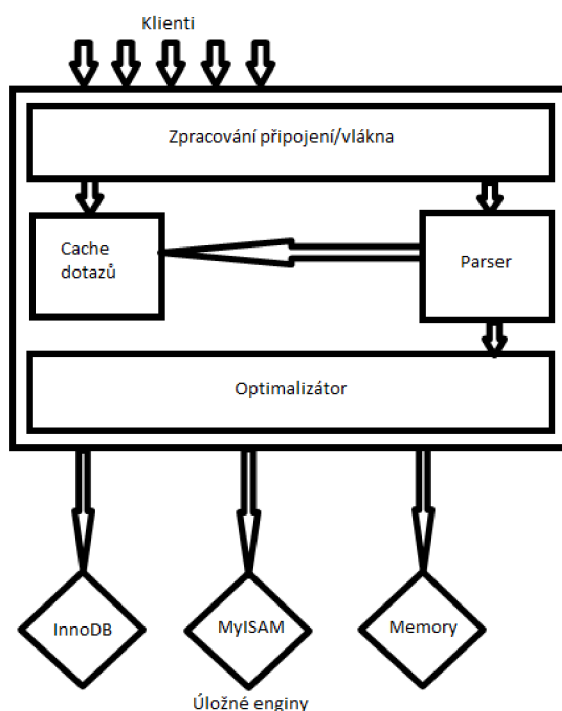 Klienti
Zpracování připojení/vlákna
Cache
dotazů
Parser
Optimalizátor
InnoDB
MyISAM
Memory
Úložné enginy